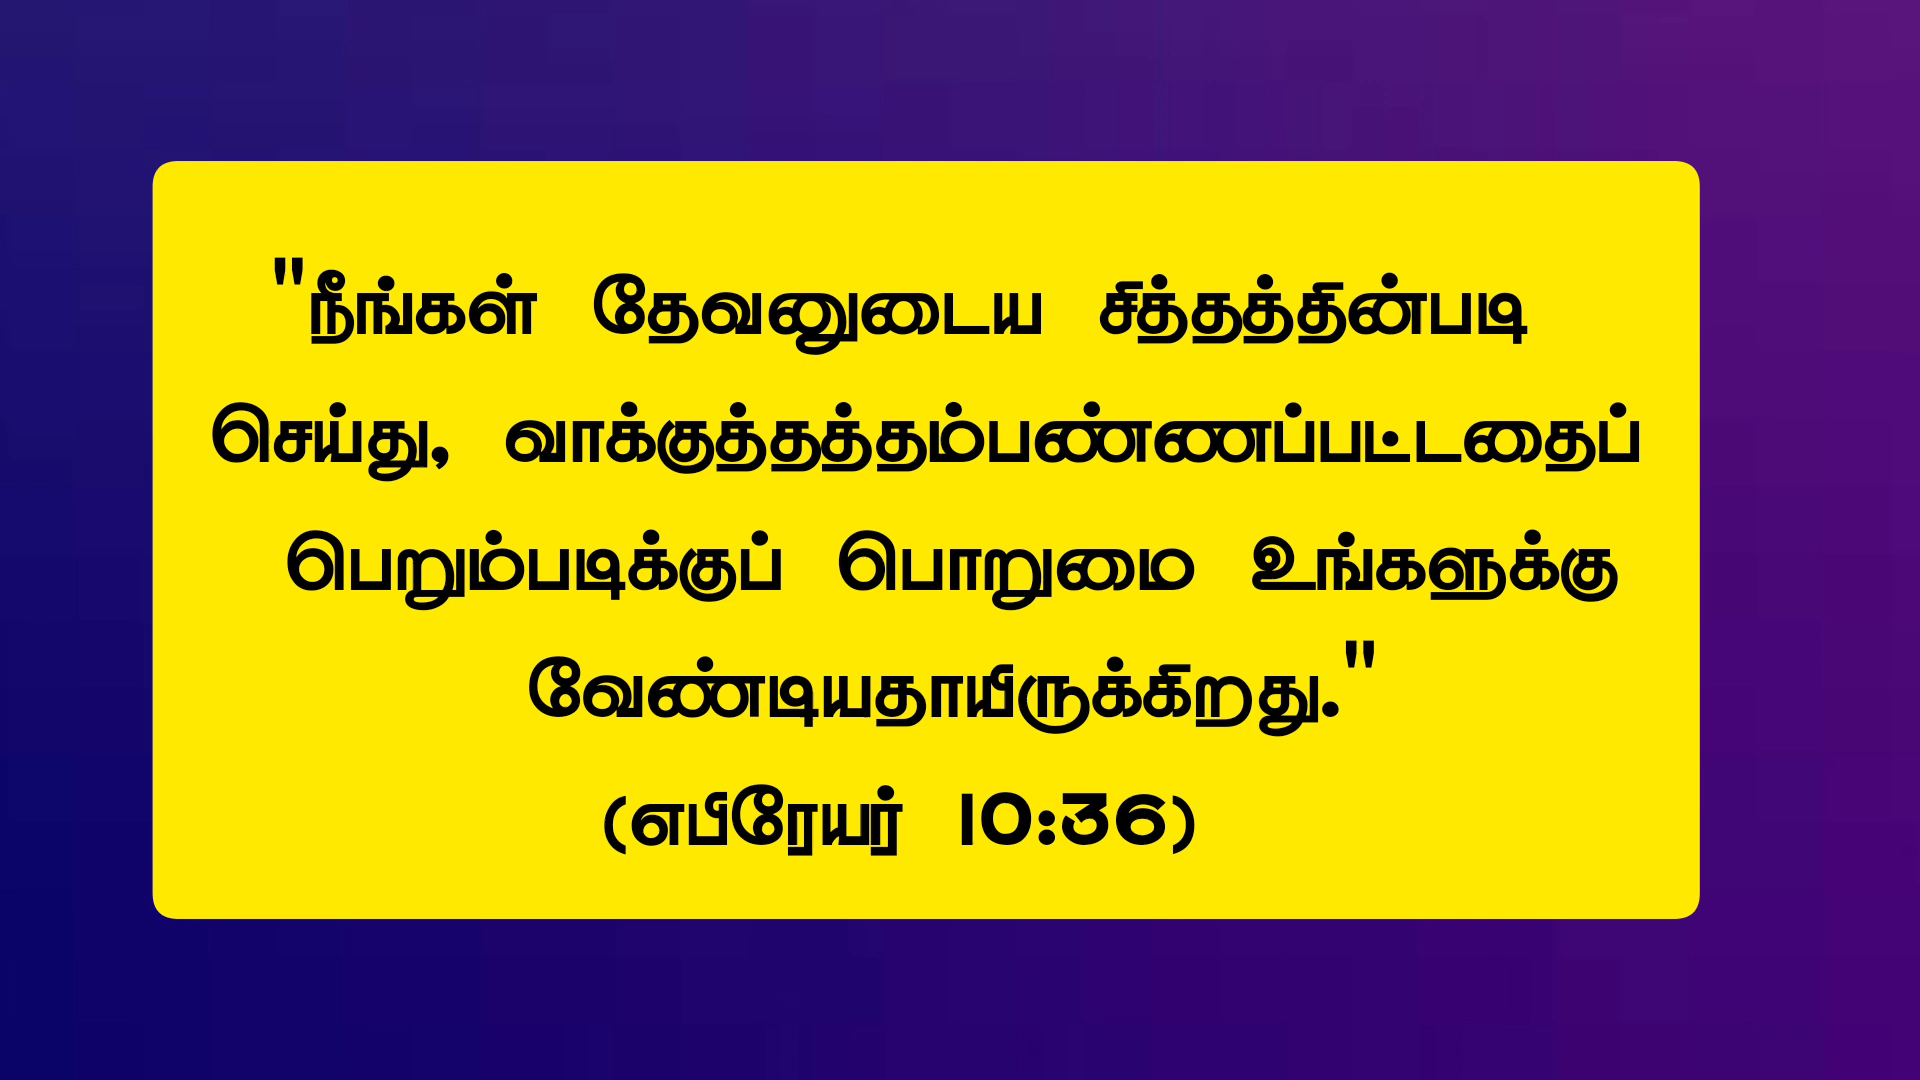 "நீங்கள் தேவனுடைய சித்தத்தின்படி
செய்து, வாக்குத்தத்தம்பண்ணப்பட்டதைப்
பெறும்படிக்குப் பொறுமை உங்களுக்கு
வேண்டியதாயிருக்கிறது."
(எபிரேயர் 10:36)